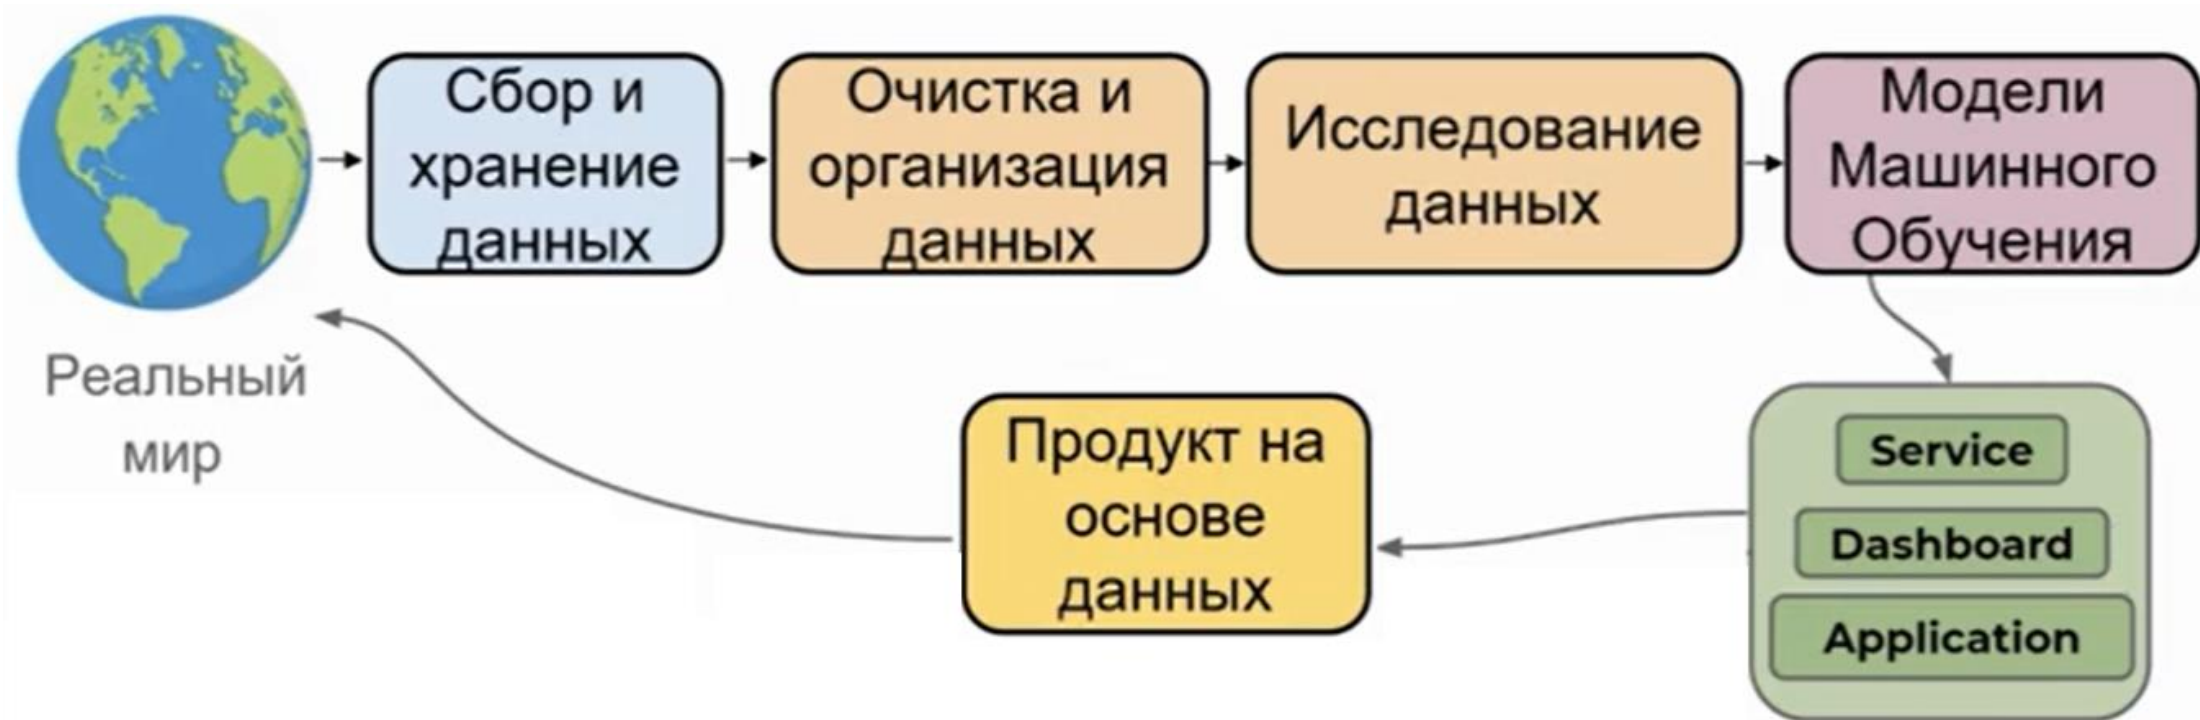 Сбор и
хранение
данных
Очистка и
организация
данных
Исследование
данных
Модели
Машинного
Обучения
Реальный
мир
Продукт на
основе
данных
Service
Dashboard
Application